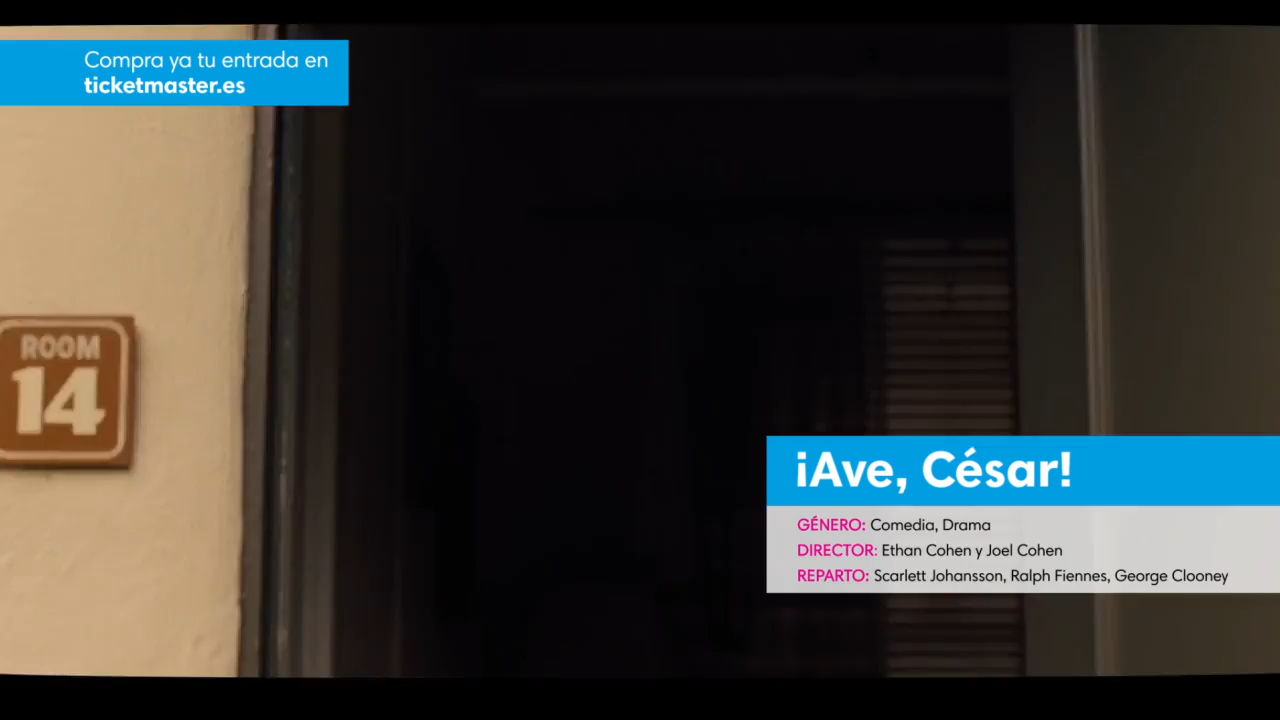 Compra ya tu entrada en
ticketmaster.es
ROOM
14
¡Ave, César!
GÉNERO: Comedia, Drama
DIRECTOR: Ethan Cohen y Joel Cohen
REPARTO: Scarlett Johansson, Ralph Fiennes, George Clooney